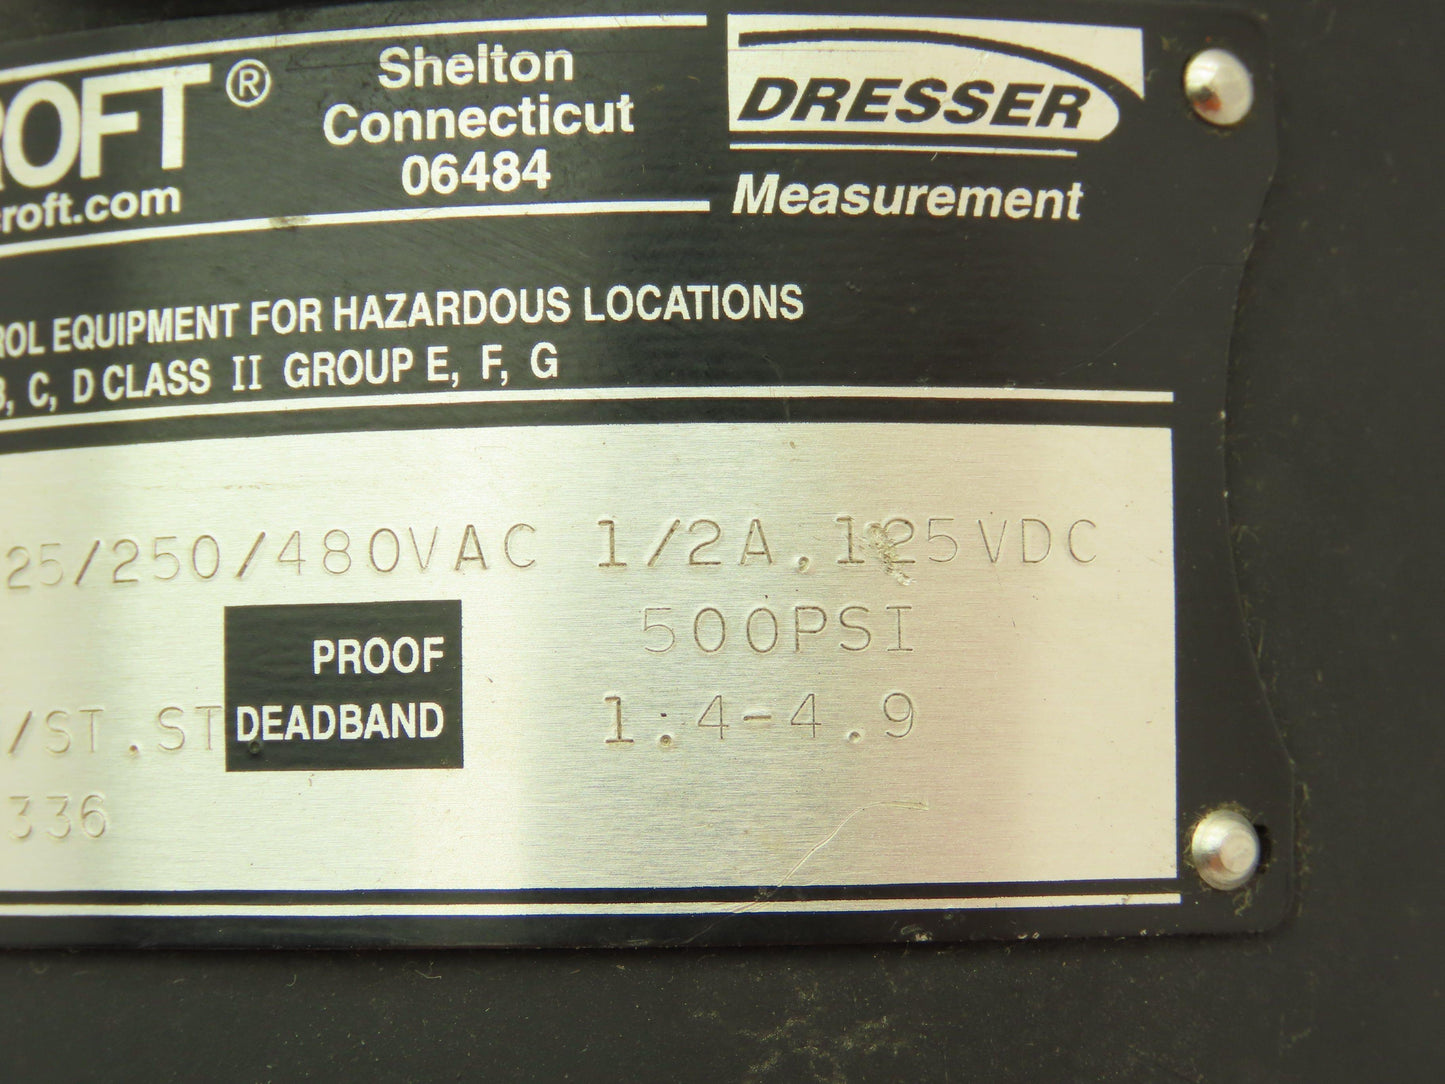 ROFT®
croft.com
Shelton
Connecticut
06484
DRESSER
Measurement
ROL EQUIPMENT FOR HAZARDOUS LOCATIONS
B, C, D CLASS II GROUP E, F, G
25/250/480VAC 1/2A, 125VDC
PROOF 500PSI
/ST.ST. DEADBAND 1.4-4.9
336